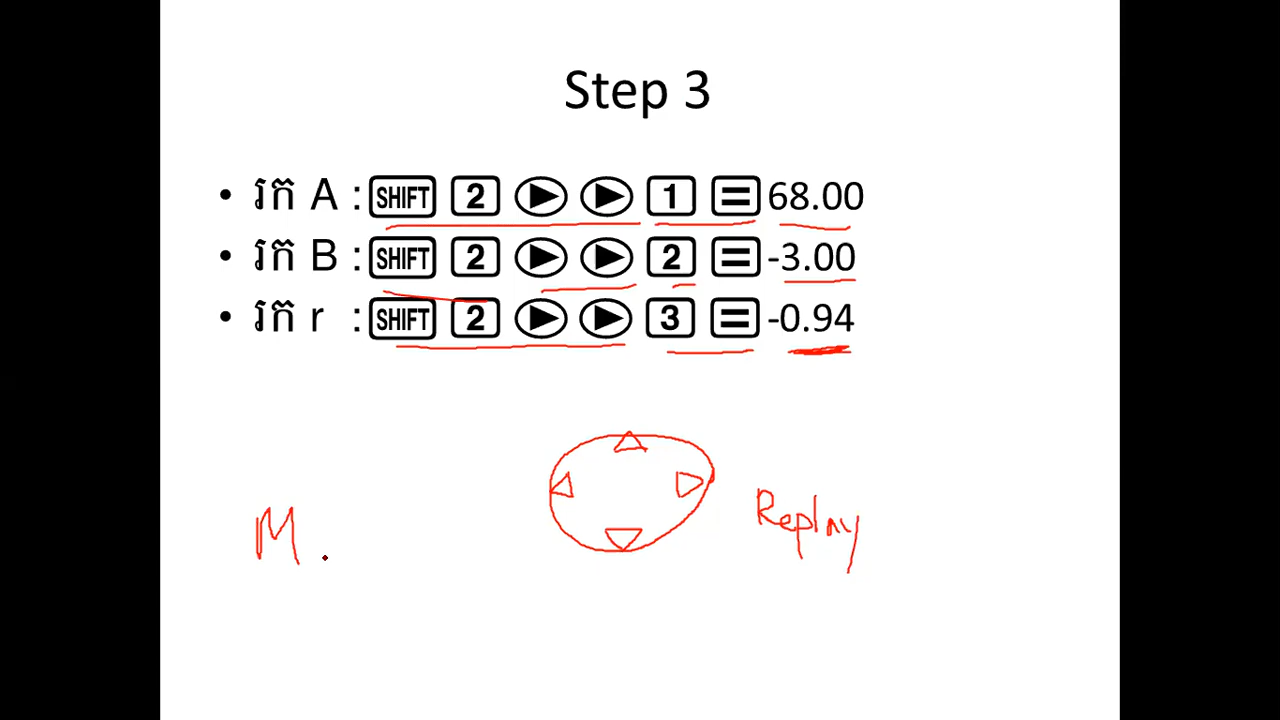 Step 3
• រក A : SHIFT 2 ▶ ▶ 1 = 68.00
• រក B : SHIFT 2 ▶ ▶ 2 = -3.00
• រក r : SHIFT 2 ▶ ▶ 3 = -0.94
Replay
M